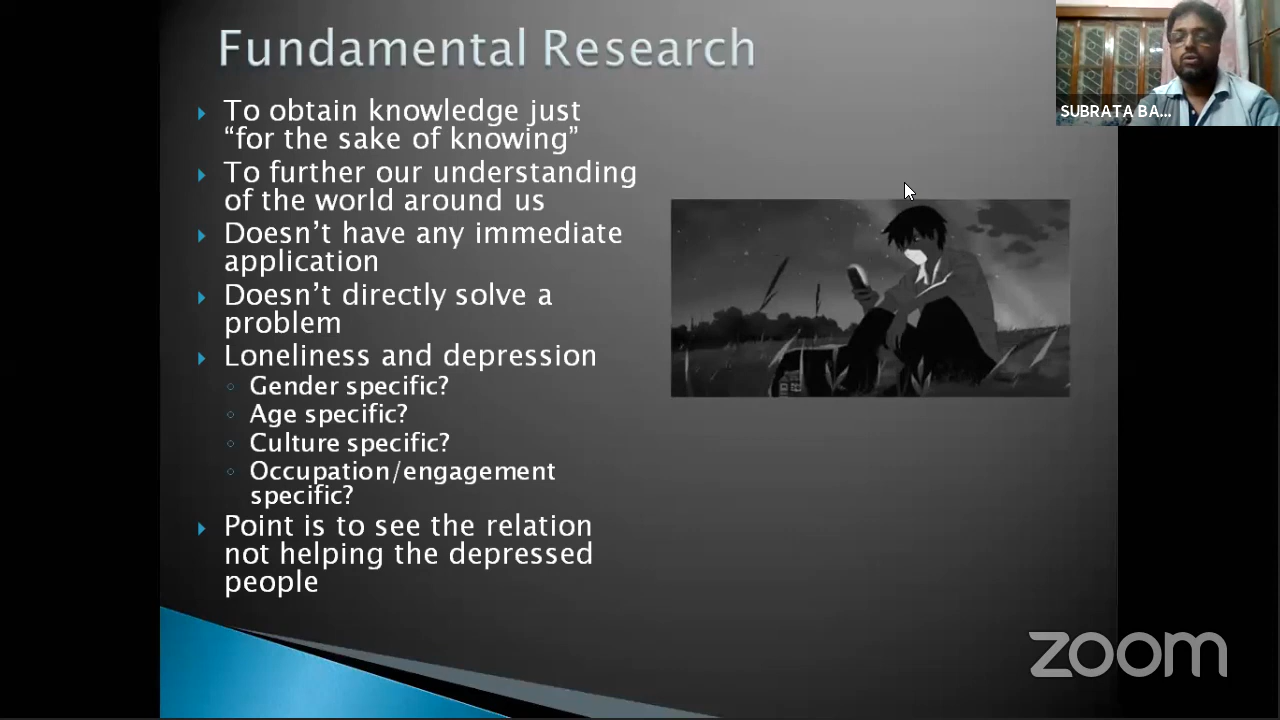 Fundamental Research
To obtain knowledge just
“for the sake of knowing”
To further our understanding
of the world around us
Doesn’t have any immediate
application
Doesn’t directly solve a
problem
Loneliness and depression
Gender specific?
Age specific?
Culture specific?
Occupation/engagement
specific?
Point is to see the relation
not helping the depressed
people
SUBRATA BA...
zoom